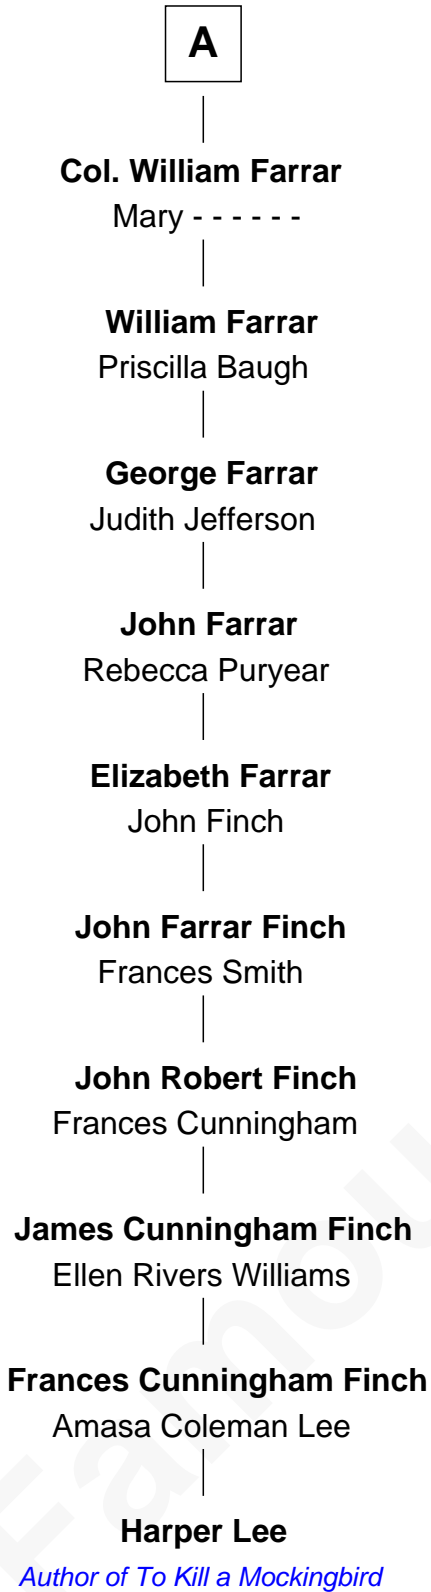 A
Col. William Farrar
Mary - - - - - -
William Farrar
Priscilla Baugh
George Farrar
Judith Jefferson
John Farrar
Rebecca Puryear
Elizabeth Farrar
John Finch
John Farrar Finch
Frances Smith
John Robert Finch
Frances Cunningham
James Cunningham Finch
Ellen Rivers Williams
Frances Cunningham Finch
Amasa Coleman Lee
Harper Lee
Author of To Kill a Mockingbird
Famou